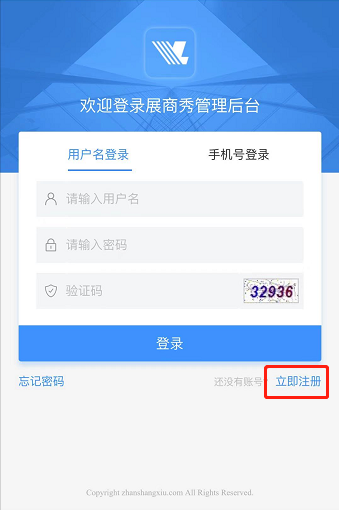 欢迎登录展商秀管理后台
用户名登录 手机号登录
请输入用户名
请输入密码
验证码 32936
登录
忘记密码 还没有账号 立即注册
Copyright zhanshangxiu.com All Rights Reserved.